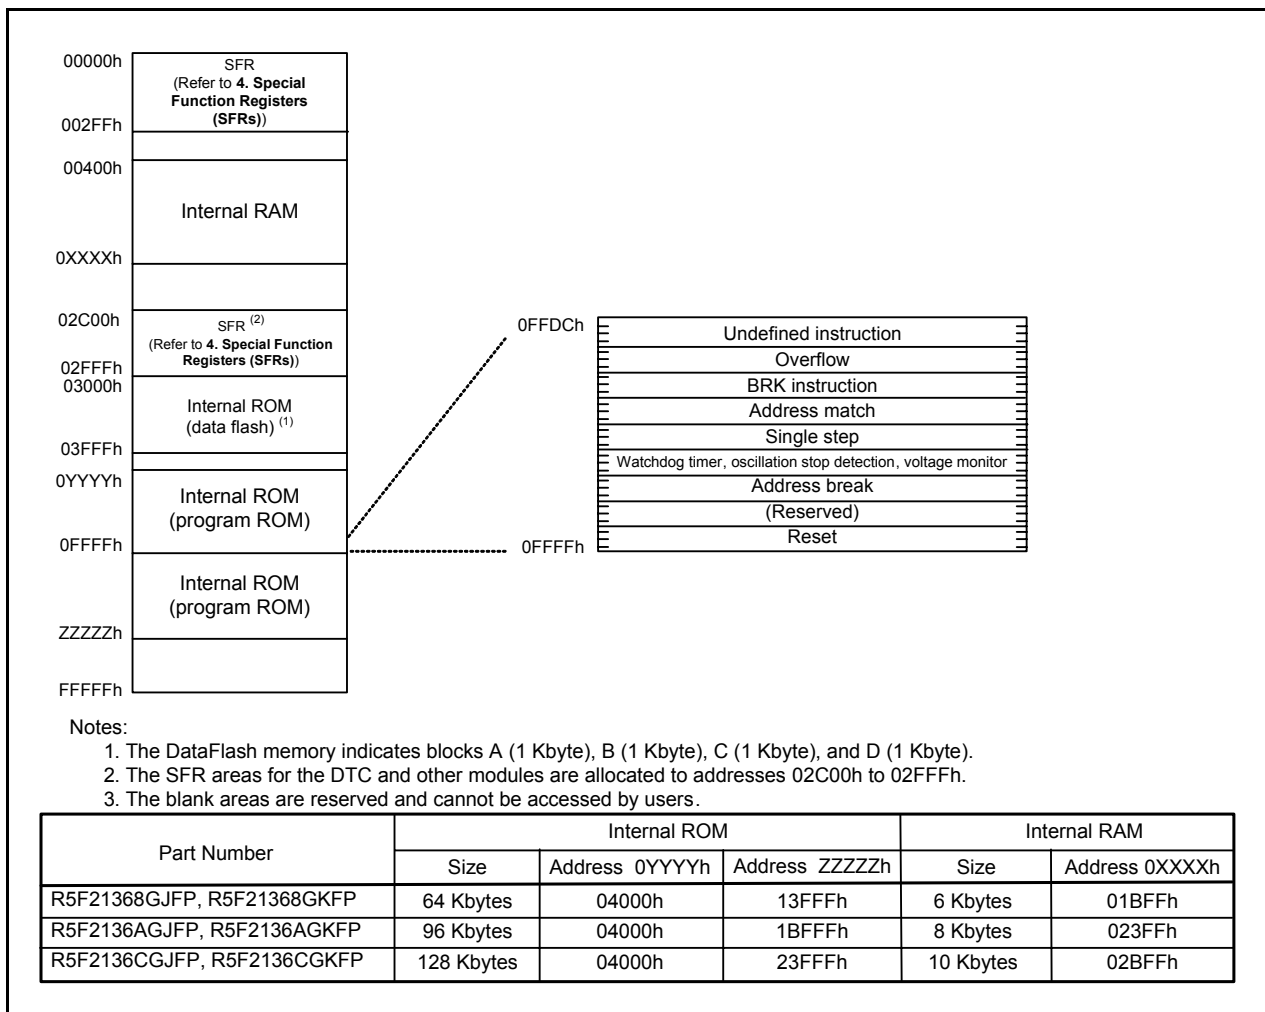 00000h
SFR
(Refer to 4. Special
Function Registers
(SFRs))
002FFh
00400h
Internal RAM
0XXXXh
02C00h
SFR (2)
(Refer to 4. Special Function
Registers (SFRs))
02FFFh
03000h
Internal ROM
(data flash) (1)
03FFFh
0YYYYh
Internal ROM
(program ROM)
0FFFFh
Internal ROM
(program ROM)
ZZZZZh
FFFFFh
0FFDCh
Undefined instruction
Overflow
BRK instruction
Address match
Single step
Watchdog timer, oscillation stop detection, voltage monitor
Address break
(Reserved)
Reset
0FFFFh
Notes:
1. The DataFlash memory indicates blocks A (1 Kbyte), B (1 Kbyte), C (1 Kbyte), and D (1 Kbyte).
2. The SFR areas for the DTC and other modules are allocated to addresses 02C00h to 02FFFh.
3. The blank areas are reserved and cannot be accessed by users.
Part Number Internal ROM Internal RAM
Size Address 0YYYYh Address ZZZZZh Size Address 0XXXXh
R5F21368GJFP, R5F21368GKFP 64 Kbytes 04000h 13FFFh 6 Kbytes 01BFFh
R5F2136AGJFP, R5F2136AGKFP 96 Kbytes 04000h 1BFFFh 8 Kbytes 023FFh
R5F2136CGJFP, R5F2136CGKFP 128 Kbytes 04000h 23FFFh 10 Kbytes 02BFFh